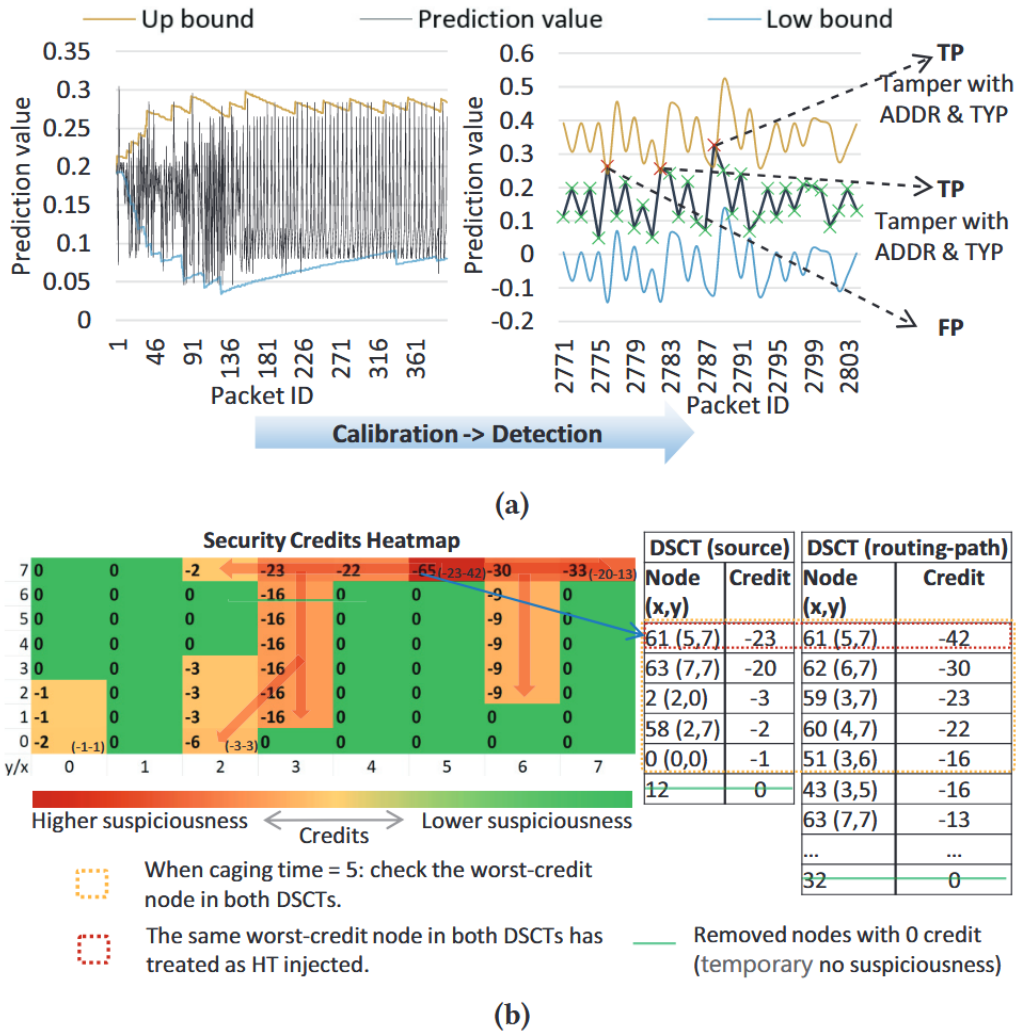 Up bound
Prediction value
Low bound
Prediction value
0.35
0.3
0.25
0.2
0.15
0.1
0.05
0
1
46
91
136
181
226
271
316
361
Packet ID
Prediction value
0.6
0.5
0.4
0.3
0.2
0.1
0
-0.1
-0.2
2771
2775
2779
2783
2787
2791
2795
2799
2803
Packet ID
TP
Tamper with
ADDR & TYP
TP
Tamper with
ADDR & TYP
FP
Calibration -> Detection
(a)
Security Credits Heatmap
7 0 0 -2 -23 -22 -65(-23-42) -30 -33(-20-13)
6 0 0 0 -16 0 0 -9 0
5 0 0 0 -16 0 0 -9 0
4 0 0 0 -16 0 0 -9 0
3 0 0 -3 -16 0 0 -9 0
2 -1 0 -3 -16 0 0 -9 0
1 -1 0 -3 -16 0 0 0 0
0 -2 (-1-1) 0 -6 (-3-3) 0 0 0 0 0
y/x 0 1 2 3 4 5 6 7
Higher suspiciousness
Credits
Lower suspiciousness
DSCT (source)
Node (x,y) Credit
61 (5,7) -23
63 (7,7) -20
2 (2,0) -3
58 (2,7) -2
0 (0,0) -1
12 0
DSCT (routing-path)
Node (x,y) Credit
61 (5,7) -42
62 (6,7) -30
59 (3,7) -23
60 (4,7) -22
51 (3,6) -16
43 (3,5) -16
63 (7,7) -13
... ...
32 0
When caging time = 5: check the worst-credit
node in both DSCTs.
The same worst-credit node in both DSCTs has
treated as HT injected.
Removed nodes with 0 credit
(temporary no suspiciousness)
(b)